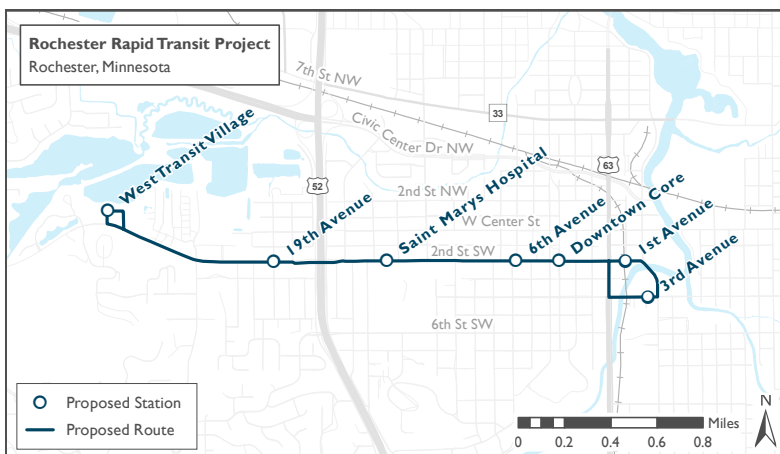 Rochester Rapid Transit Project
Rochester, Minnesota
7th St NW
33
Civic Center Dr NW
West Transit Village
52
63
2nd St NW
W Center St
19th Avenue
Saint Marys Hospital
2nd St SW
6th Avenue
Downtown Core
1st Avenue
3rd Avenue
6th St SW
Proposed Station
Proposed Route
N
Miles
0 0.2 0.4 0.6 0.8